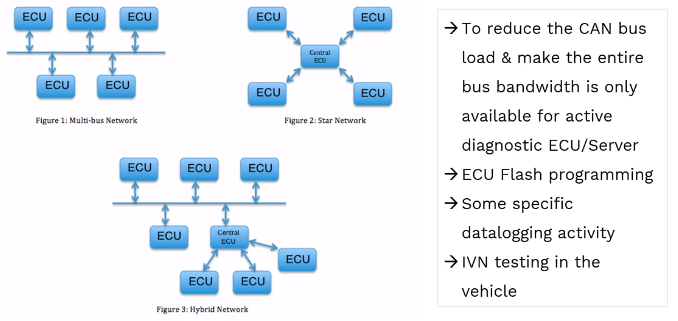 ECU ECU ECU
ECU ECU
Figure 1: Multi-bus Network
ECU ECU
Central
ECU
ECU ECU
Figure 2: Star Network
ECU ECU ECU
ECU
Central
ECU
ECU
ECU ECU
Figure 3: Hybrid Network
→ To reduce the CAN bus
load & make the entire
bus bandwidth is only
available for active
diagnostic ECU/Server
→ ECU Flash programming
→ Some specific
datalogging activity
→ IVN testing in the
vehicle